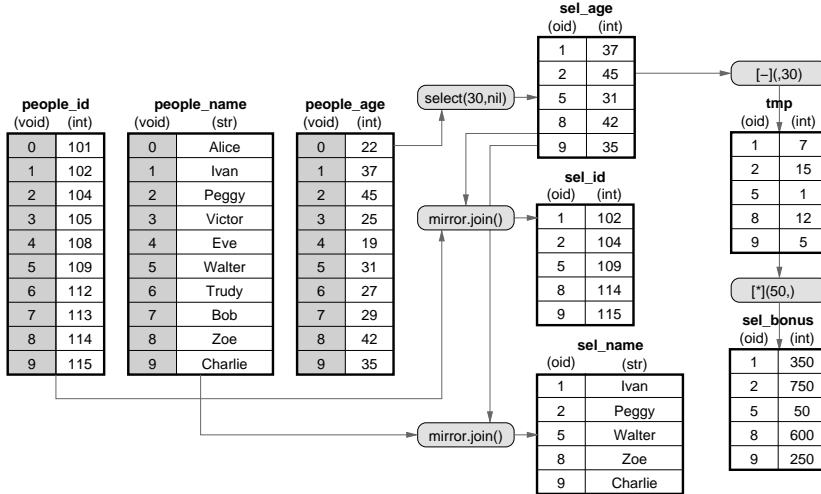 people_id
(void) (int)
0 101
1 102
2 104
3 105
4 108
5 109
6 112
7 113
8 114
9 115
people_name
(void) (str)
0 Alice
1 Ivan
2 Peggy
3 Victor
4 Eve
5 Walter
6 Trudy
7 Bob
8 Zoe
9 Charlie
people_age
(void) (int)
0 22
1 37
2 45
3 25
4 19
5 31
6 27
7 29
8 42
9 35
select(30,nil)
mirror.join()
mirror.join()
sel_age
(oid) (int)
1 37
2 45
5 31
8 42
9 35
sel_id
(oid) (int)
1 102
2 104
5 109
8 114
9 115
sel_name
(oid) (str)
1 Ivan
2 Peggy
5 Walter
8 Zoe
9 Charlie
[−](,30)
tmp
(oid) (int)
1 7
2 15
5 1
8 12
9 5
[*](50,)
sel_bonus
(oid) (int)
1 350
2 750
5 50
8 600
9 250